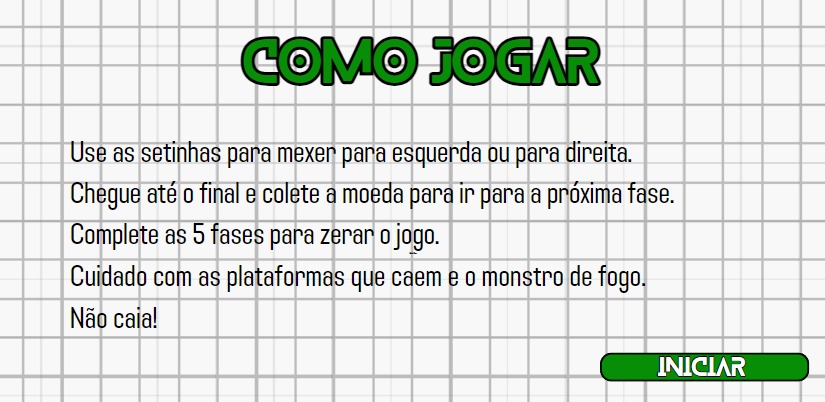 COMO JOGAR
Use as setinhas para mexer para esquerda ou para direita.
Chegue até o final e colete a moeda para ir para a próxima fase.
Complete as 5 fases para zerar o jogo.
Cuidado com as plataformas que caem e o monstro de fogo.
Não caia!
INICIAR